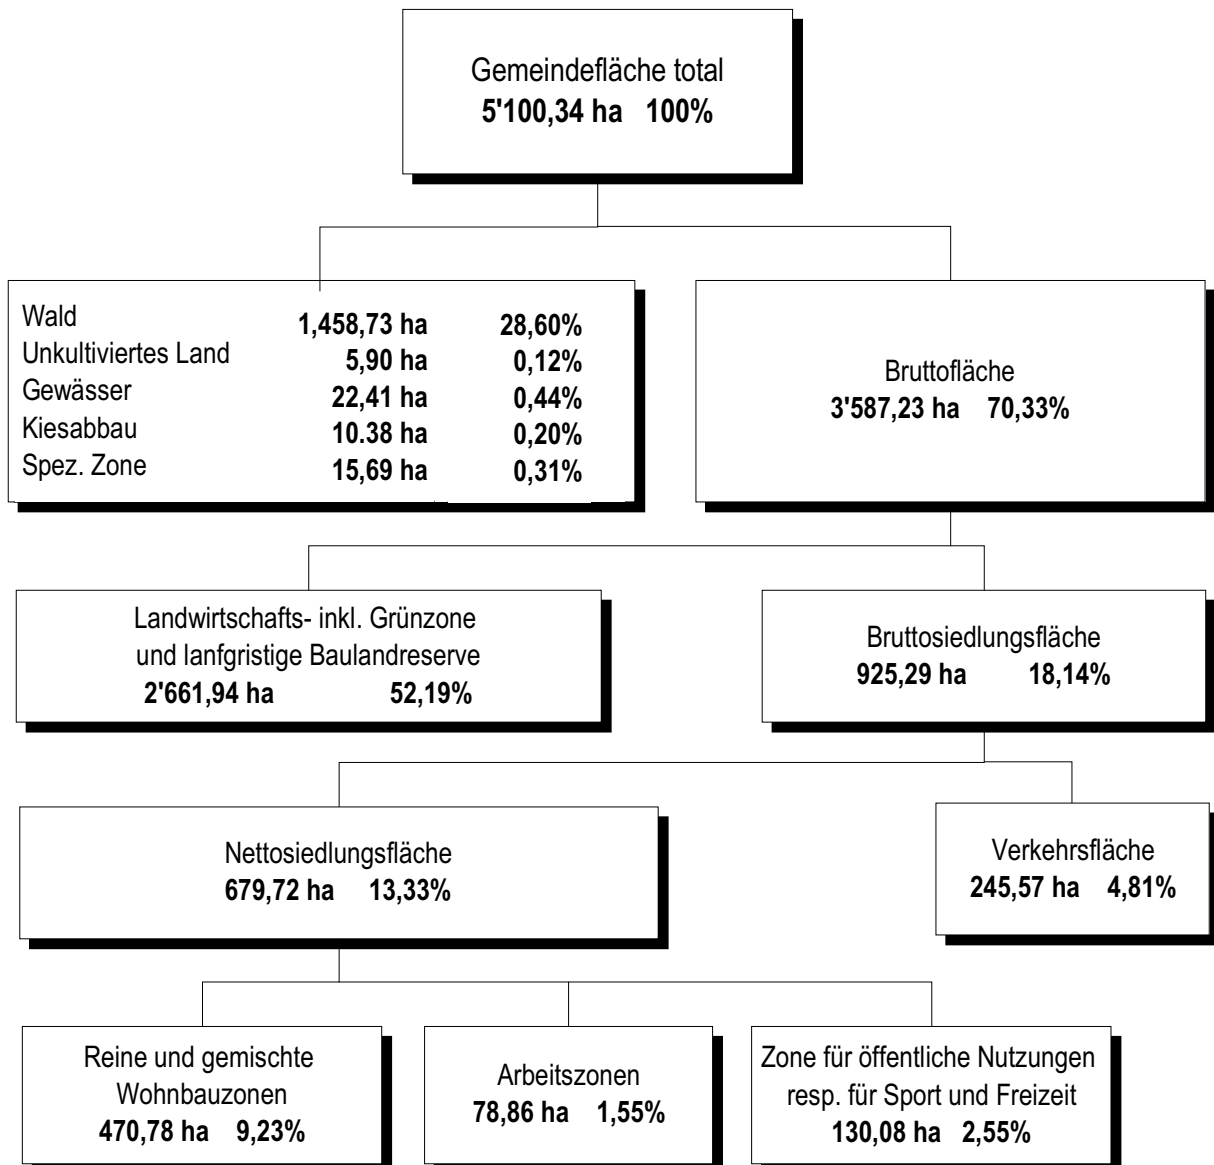 Gemeindefläche total
5'100,34 ha 100%
Wald 1,458,73 ha 28,60%
Unkultiviertes Land 5,90 ha 0,12%
Gewässer 22,41 ha 0,44%
Kiesabbau 10.38 ha 0,20%
Spez. Zone 15,69 ha 0,31%
Bruttofläche
3'587,23 ha 70,33%
Landwirtschafts- inkl. Grünzone
und lanfgristige Baulandreserve
2'661,94 ha 52,19%
Bruttosiedlungsfläche
925,29 ha 18,14%
Nettosiedlungsfläche
679,72 ha 13,33%
Verkehrsfläche
245,57 ha 4,81%
Reine und gemischte
Wohnbauzonen
470,78 ha 9,23%
Arbeitszonen
78,86 ha 1,55%
Zone für öffentliche Nutzungen
resp. für Sport und Freizeit
130,08 ha 2,55%